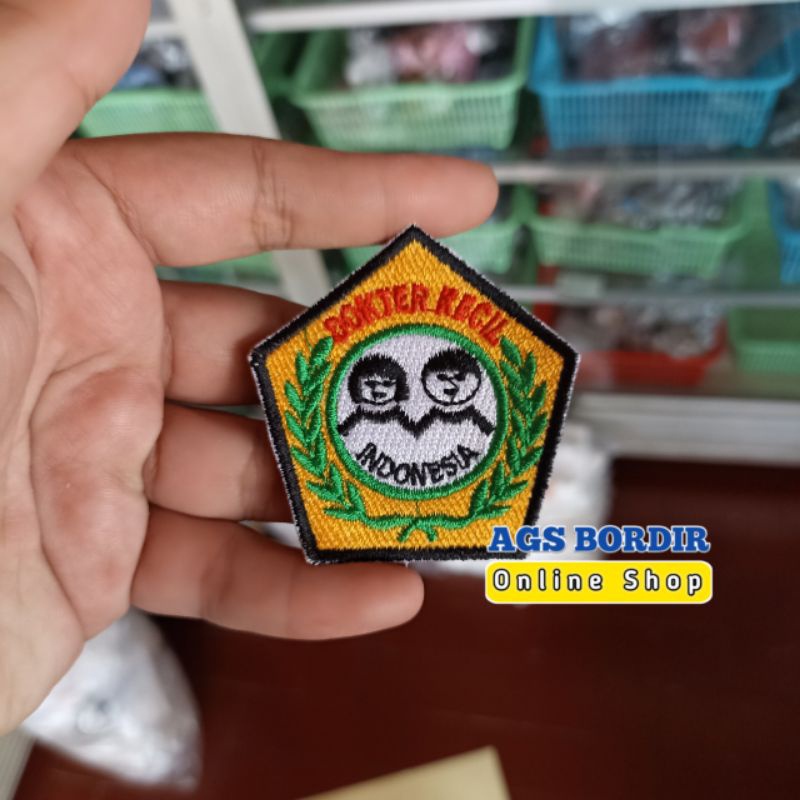 DOKTER KECIL
INDONESIA
AGS BORDIR
Online Shop